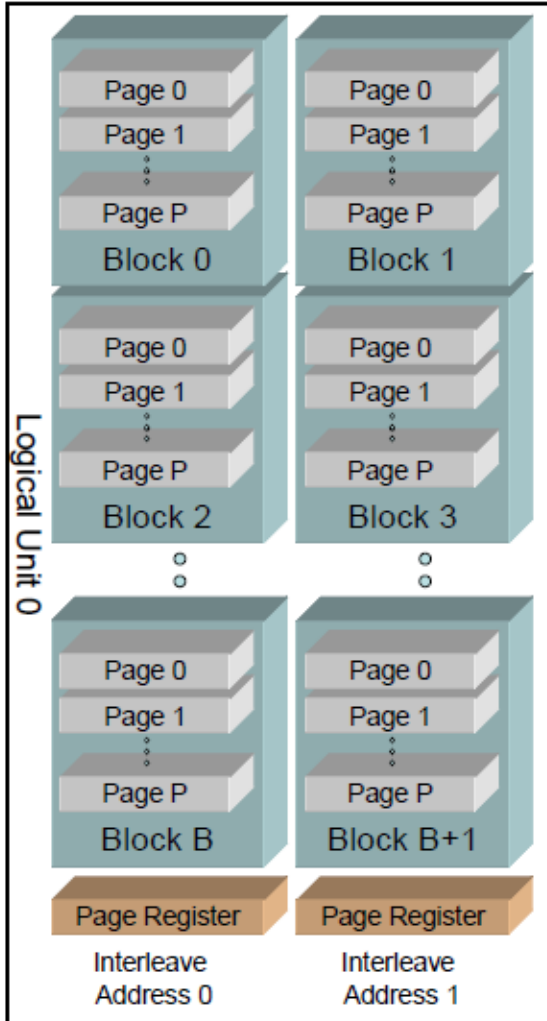 Page 0
Page 1
Page P
Block 0
Page 0
Page 1
Page P
Block 1
Page 0
Page 1
Page P
Block 2
Page 0
Page 1
Page P
Block 3
Logical Unit 0
Page 0
Page 1
Page P
Block B
Page 0
Page 1
Page P
Block B+1
Page Register
Page Register
Interleave
Address 0
Interleave
Address 1